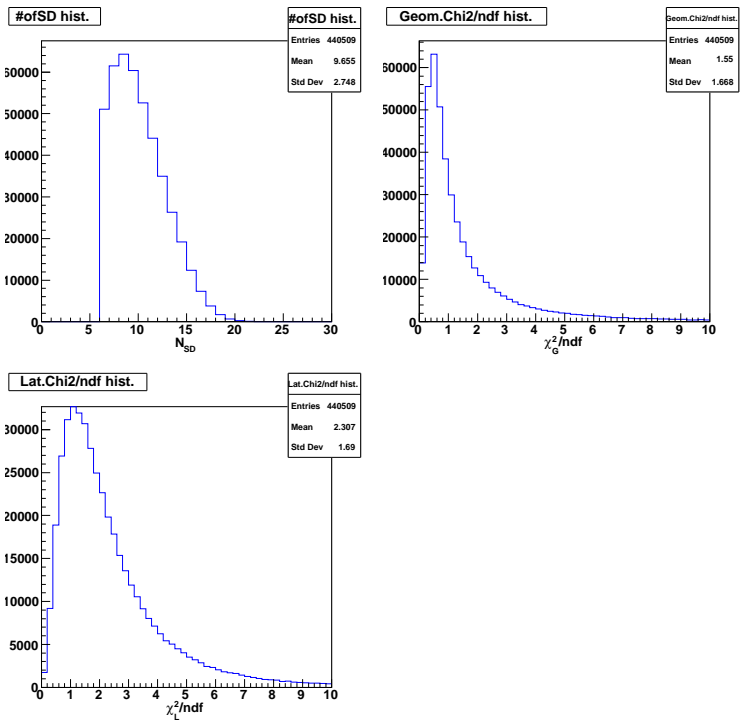 #ofSD hist.
#ofSD hist.
Entries 440509
Mean 9.655
Std Dev 2.748
60000
50000
40000
30000
20000
10000
0
0 5 10 15 20 25 30
N_SD
Geom.Chi2/ndf hist.
Geom.Chi2/ndf hist.
Entries 440509
Mean 1.55
Std Dev 1.668
60000
50000
40000
30000
20000
10000
0
0 1 2 3 4 5 6 7 8 9 10
χ²_G/ndf
Lat.Chi2/ndf hist.
Lat.Chi2/ndf hist.
Entries 440509
Mean 2.307
Std Dev 1.69
30000
25000
20000
15000
10000
5000
0
0 1 2 3 4 5 6 7 8 9 10
χ²_L/ndf